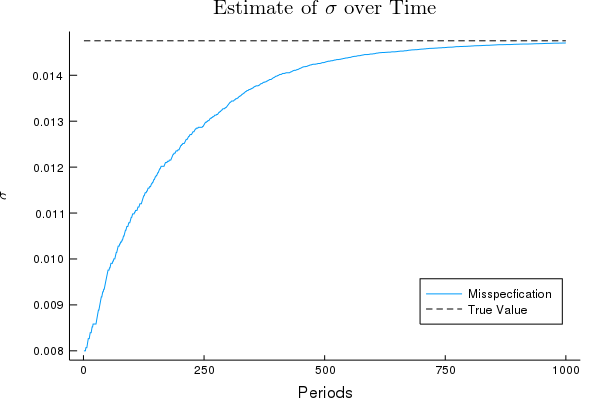 Estimate of σ over Time
0.014
0.013
0.012
0.011
0.010
0.009
0.008
σ
Misspecfication
True Value
0
250
500
750
1000
Periods